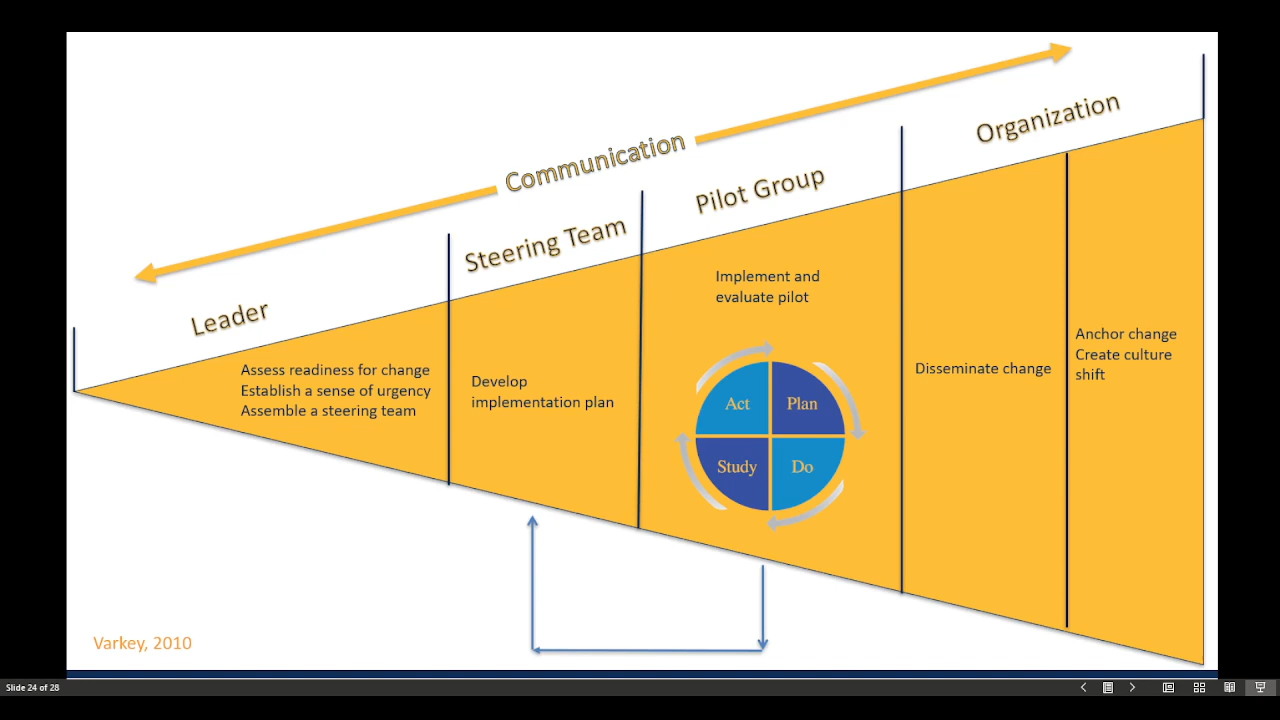 Communication
Organization
Pilot Group
Steering Team
Leader
Assess readiness for change
Establish a sense of urgency
Assemble a steering team
Develop
implementation plan
Implement and
evaluate pilot
Act
Plan
Study
Do
Disseminate change
Anchor change
Create culture
shift
Varkey, 2010
Slide 24 of 28